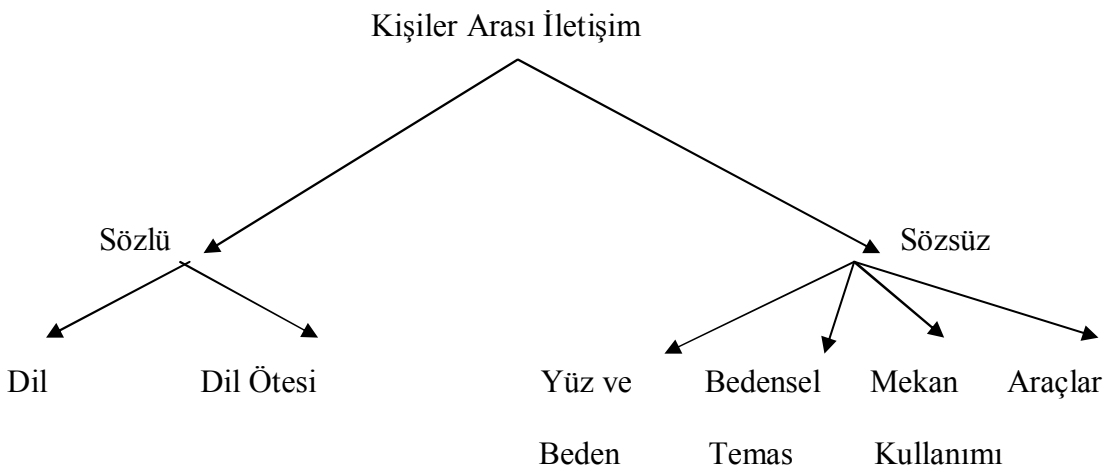 Kişiler Arası İletişim
Sözlü Sözsüz
Dil Dil Ötesi Yüz ve Bedensel Mekan Araçlar
Beden Temas Kullanımı